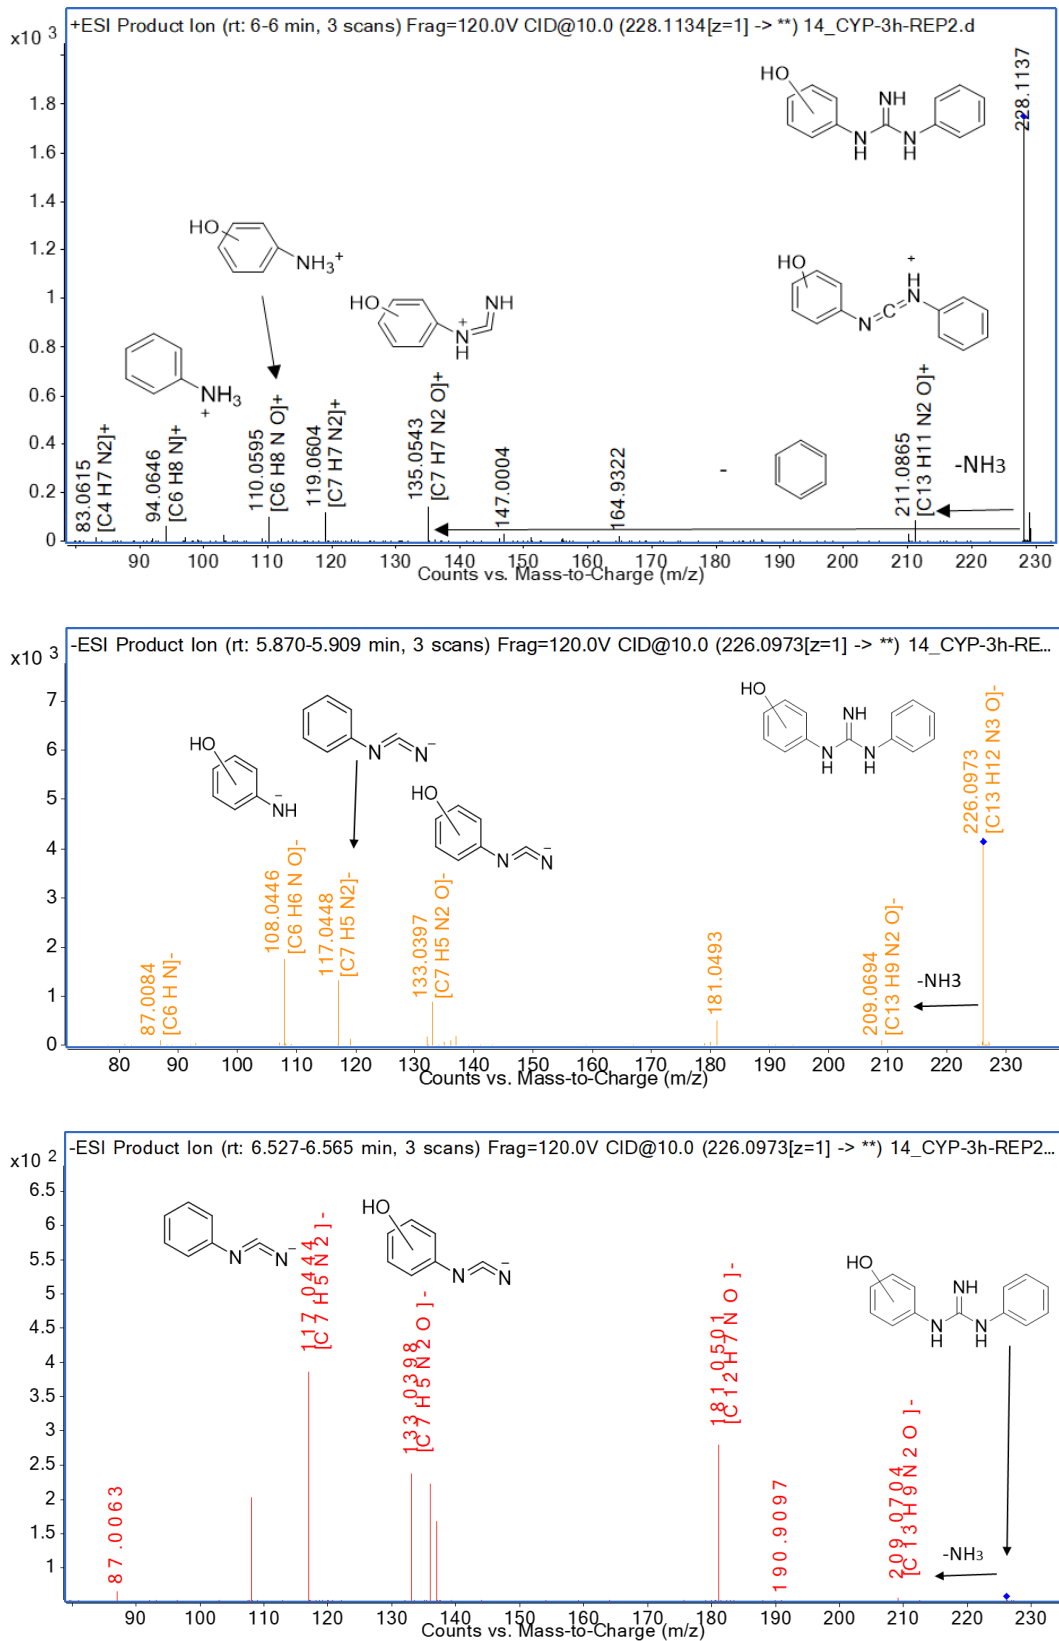 +ESI Product Ion (rt: 6-6 min, 3 scans) Frag=120.0V CID@10.0 (228.1134[z=1] -> **) 14_CYP-3h-REP2.d
x10 3
1.8
1.6
1.4
1.2
1
0.8
0.6
0.4
0.2
0
83.0615
[C4 H7 N2]+
94.0646
[C6 H8 N]+
110.0595
[C6 H8 N O]+
119.0604
[C7 H7 N2]+
135.0543
[C7 H7 N2 O]+
147.0004
164.9322
211.0865
[C13 H11 N2 O]+
228.1137
NH3
+
HO
NH3+
HO
+
N
H
NH
-
-NH3
HO
NH
N
H
N
H
HO
+
H
N
C
N
90 100 110 120 130 140 150 160 170 180 190 200 210 220 230
Counts vs. Mass-to-Charge (m/z)
-ESI Product Ion (rt: 5.870-5.909 min, 3 scans) Frag=120.0V CID@10.0 (226.0973[z=1] -> **) 14_CYP-3h-RE...
x10 3
7
6
5
4
3
2
1
0
87.0084
[C6 H N]-
108.0446
[C6 H6 N O]-
117.0448
[C7 H5 N2]-
133.0397
[C7 H5 N2 O]-
181.0493
209.0694
[C13 H9 N2 O]-
226.0973
[C13 H12 N3 O]-
HO
-
NH
N
N-
HO
N
N-
HO
NH
N
H
N
H
-NH3
80 90 100 110 120 130 140 150 160 170 180 190 200 210 220 230
Counts vs. Mass-to-Charge (m/z)
-ESI Product Ion (rt: 6.527-6.565 min, 3 scans) Frag=120.0V CID@10.0 (226.0973[z=1] -> **) 14_CYP-3h-REP2...
x10 2
6.5
6
5.5
5
4.5
4
3.5
3
2.5
2
1.5
1
87.0063
117.0444
[C7 H5 N2]-
133.0398
[C7 H5 N2 O]-
181.0501
[C12 H7 N O]-
190.9097
209.0704
[C13 H9 N2 O]-
N
N-
HO
N
N-
HO
NH
N
H
N
H
-NH3
90 100 110 120 130 140 150 160 170 180 190 200 210 220 230
Counts vs. Mass-to-Charge (m/z)